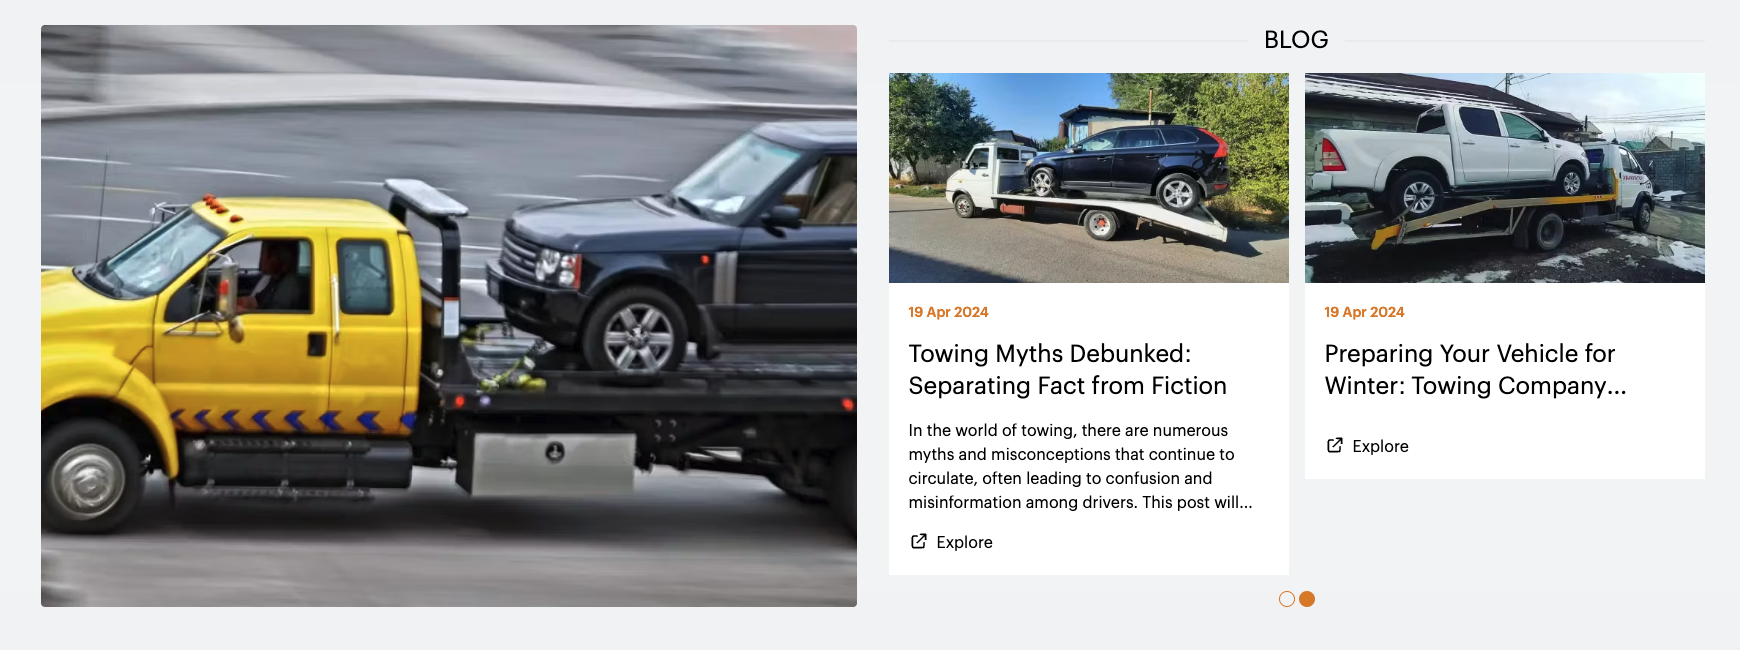 BLOG
19 Apr 2024
Towing Myths Debunked:
Separating Fact from Fiction
In the world of towing, there are numerous
myths and misconceptions that continue to
circulate, often leading to confusion and
misinformation among drivers. This post will...
Explore
19 Apr 2024
Preparing Your Vehicle for
Winter: Towing Company...
Explore